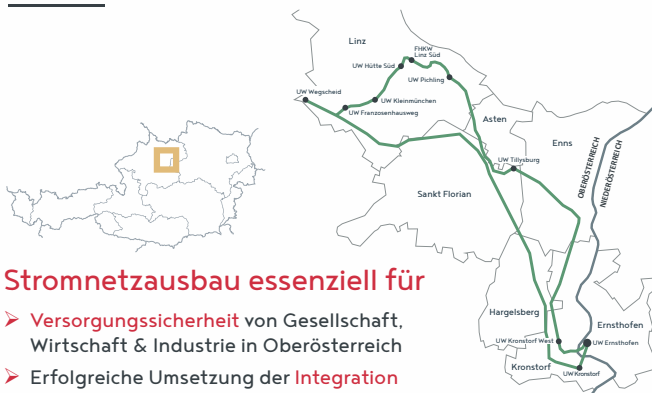 Linz
FHKW
Linz Süd
UW Hütte Süd
UW Pichling
UW Wegscheid
UW Kleinmünchen
UW Franzosenhausweg
Asten
Enns
OBERÖSTERREICH
NIEDERÖSTERREICH
UW Tillysburg
Sankt Florian
Hargelsberg
Ernsthofen
UW Kronstorf West
UW Ernsthofen
Kronstorf
UW Kronstorf
Stromnetzausbau essenziell für
➢ Versorgungssicherheit von Gesellschaft,
Wirtschaft & Industrie in Oberösterreich
➢ Erfolgreiche Umsetzung der Integration